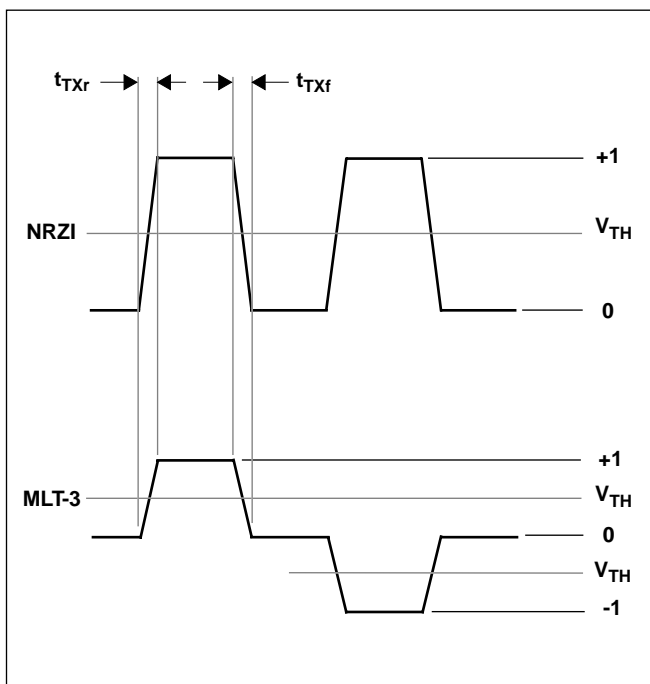 tTXr
tTXf
+1
NRZI
VTH
0
+1
MLT-3
VTH
0
VTH
-1